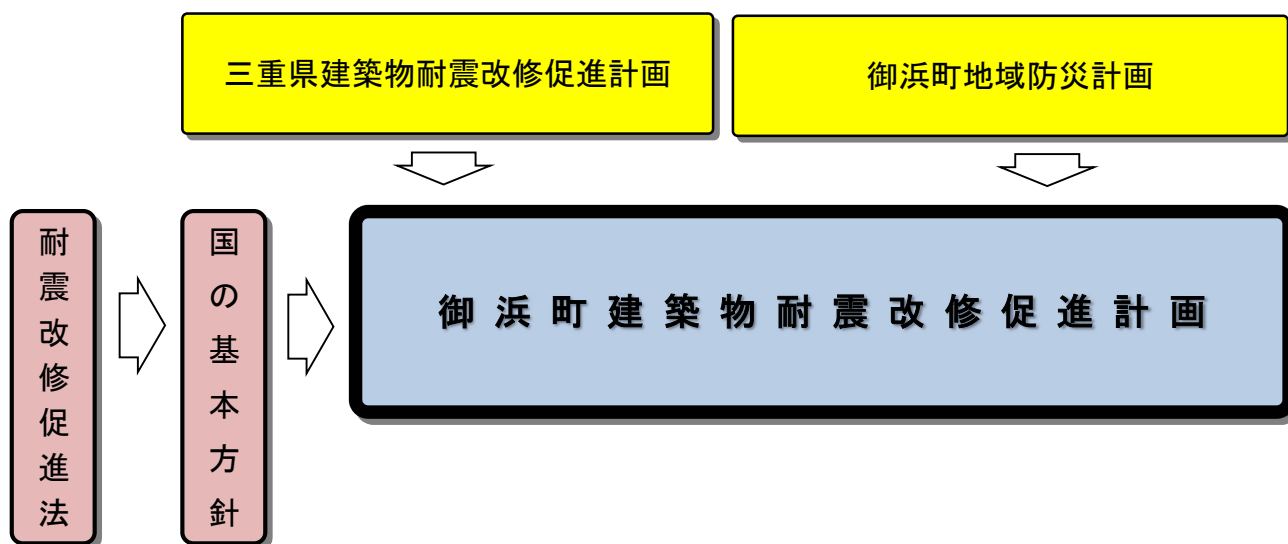 三重県建築物耐震改修促進計画
御浜町地域防災計画
耐震改修促進法
国の基本方針
御浜町建築物耐震改修促進計画